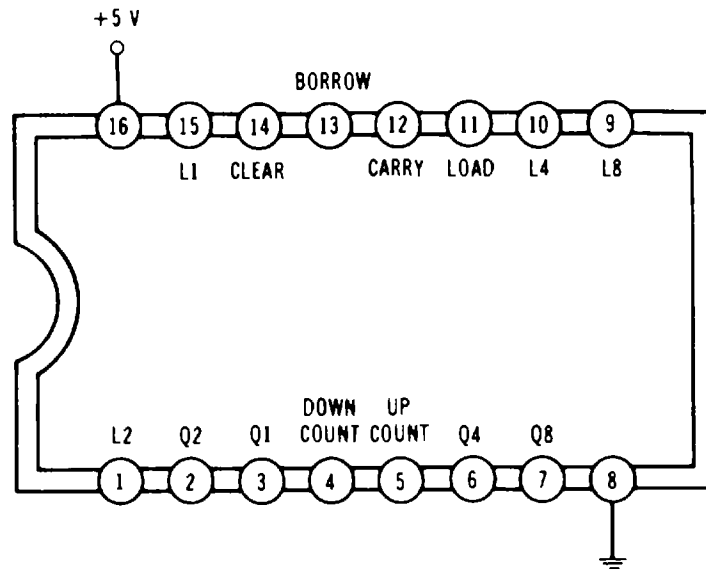 +5 V
BORROW
16 15 14 13 12 11 10 9
L1 CLEAR CARRY LOAD L4 L8
DOWN UP
L2 Q2 Q1 COUNT COUNT Q4 Q8
1 2 3 4 5 6 7 8